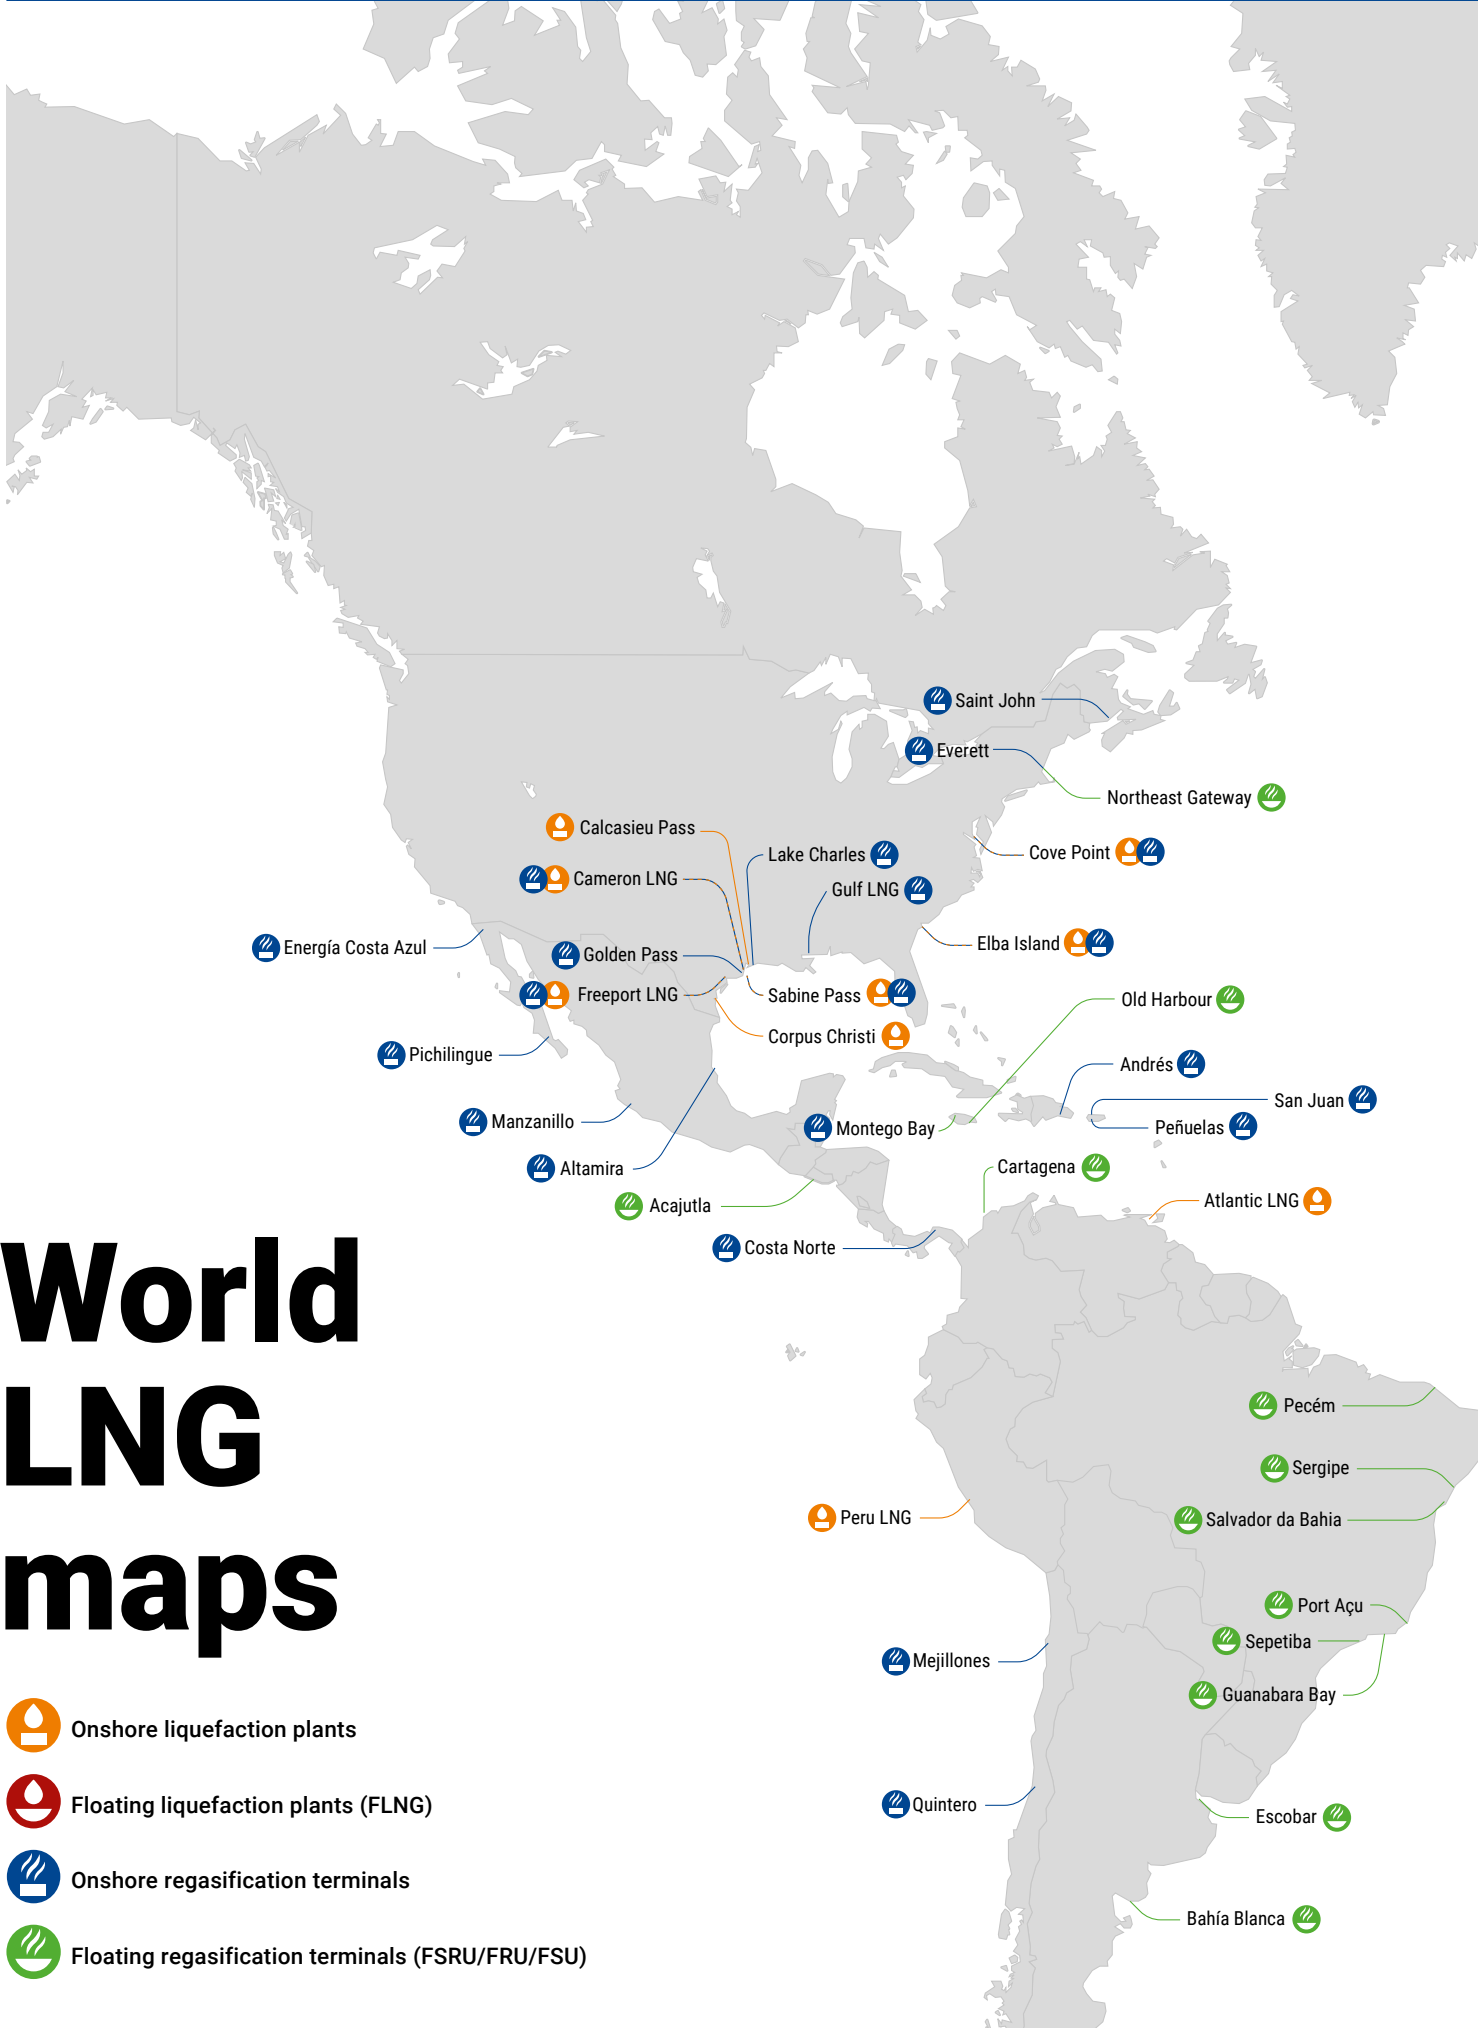 Saint John
Everett
Northeast Gateway
Calcasieu Pass
Lake Charles
Cove Point
Cameron LNG
Gulf LNG
Energía Costa Azul
Golden Pass
Elba Island
Freeport LNG
Sabine Pass
Old Harbour
Corpus Christi
Pichilingue
Andrés
San Juan
Manzanillo
Montego Bay
Peñuelas
Altamira
Cartagena
Acajutla
Atlantic LNG
Costa Norte
World
LNG
maps
Pecém
Sergipe
Peru LNG
Salvador da Bahia
Port Açu
Sepetiba
Mejillones
Guanabara Bay
Quintero
Escobar
Bahía Blanca
Onshore liquefaction plants
Floating liquefaction plants (FLNG)
Onshore regasification terminals
Floating regasification terminals (FSRU/FRU/FSU)